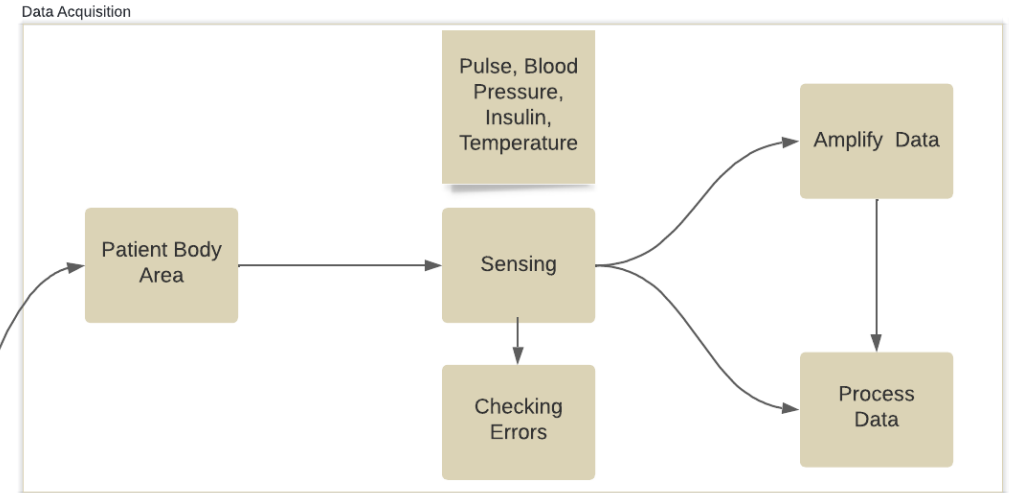 Data Acquisition
Pulse, Blood
Pressure,
Insulin,
Temperature
Amplify Data
Patient Body
Area
Sensing
Checking
Errors
Process
Data